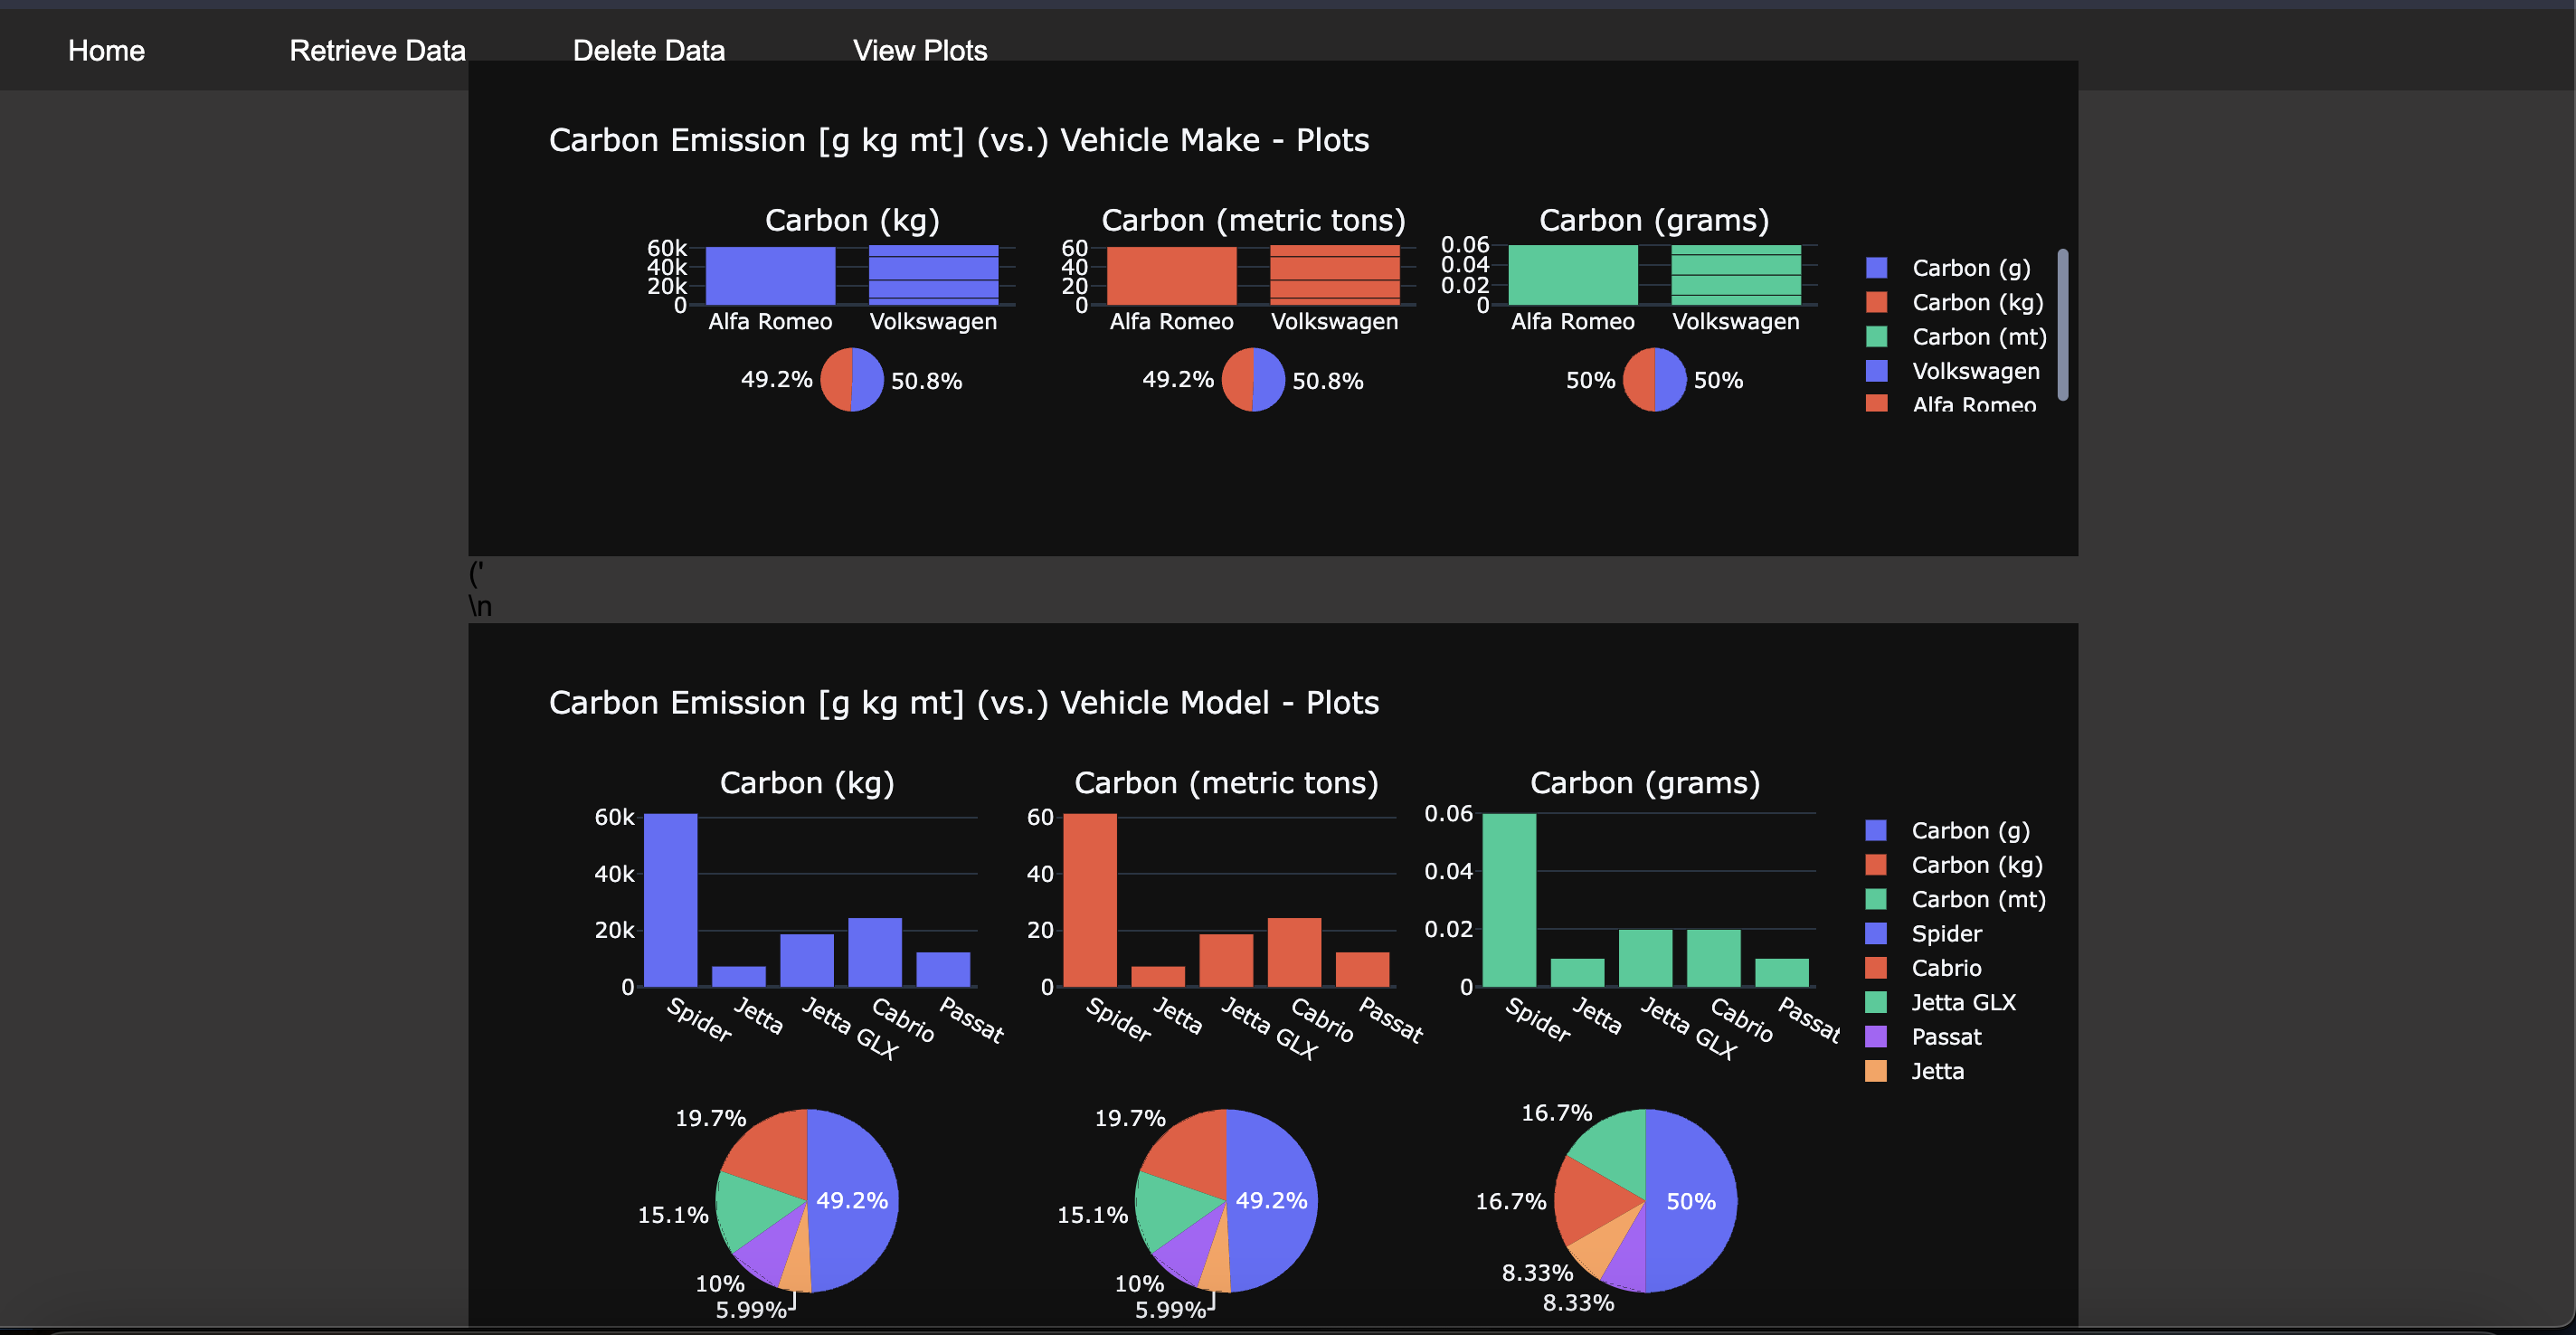 Home Retrieve Data Delete Data View Plots
Carbon Emission [g kg mt] (vs.) Vehicle Make - Plots
Carbon (kg) Carbon (metric tons) Carbon (grams)
60k
40k
20k
0
Alfa Romeo Volkswagen
60
40
20
0
Alfa Romeo Volkswagen
0.06
0.04
0.02
0
Alfa Romeo Volkswagen
Carbon (g)
Carbon (kg)
Carbon (mt)
Volkswagen
Alfa Romeo
49.2% 50.8%
49.2% 50.8%
50% 50%
('
\n
Carbon Emission [g kg mt] (vs.) Vehicle Model - Plots
Carbon (kg) Carbon (metric tons) Carbon (grams)
60k
40k
20k
0
Spider Jetta Jetta GLX Cabrio Passat
60
40
20
0
Spider Jetta Jetta GLX Cabrio Passat
0.06
0.04
0.02
0
Spider Jetta Jetta GLX Cabrio Passat
Carbon (g)
Carbon (kg)
Carbon (mt)
Spider
Cabrio
Jetta GLX
Passat
Jetta
19.7%
49.2%
15.1%
10%
5.99%
19.7%
49.2%
15.1%
10%
5.99%
16.7%
16.7%
50%
8.33%
8.33%